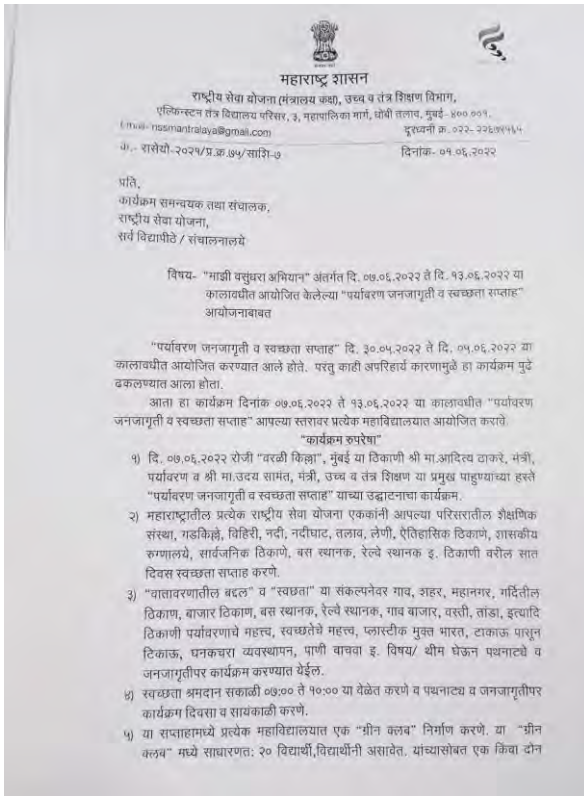 महाराष्ट्र शासन
राष्ट्रीय सेवा योजना (मंत्रालय कक्ष), उच्च व तंत्र शिक्षण विभाग,
एल्फिन्स्टन तंत्र विद्यालय परिसर, ३, महापालिका मार्ग, धोबी तलाव, मुंबई- ४०० ००१.
nssmantralaya@gmail.com दूरध्वनी क्र.०२२-
क्र.- रासेयो-२०२१/प्र.क्र.७५/साशि-७ दिनांक- ०१.०६.२०२२
प्रति,
कार्यक्रम समन्वयक तथा संचालक,
राष्ट्रीय सेवा योजना,
सर्व विद्यापीठे / संचालनालये
विषय- "माझी वसुंधरा अभियान" अंतर्गत दि. ०७.०६.२०२२ ते दि. १३.०६.२०२२ या
कालावधीत आयोजित केलेल्या "पर्यावरण जनजागृती व स्वच्छता सप्ताह"
आयोजनाबाबत
"पर्यावरण जनजागृती व स्वच्छता सप्ताह" दि. ३०.०५.२०२२ ते दि. ०५.०६.२०२२ या
कालावधीत आयोजित करण्यात आले होते. परंतु काही अपरिहार्य कारणामुळे हा कार्यक्रम पुढे
ढकलण्यात आला होता.
आता हा कार्यक्रम दिनांक ०७.०६.२०२२ ते १३.०६.२०२२ या कालावधीत "पर्यावरण
जनजागृती व स्वच्छता सप्ताह" आपल्या स्तरावर प्रत्येक महाविद्यालयात आयोजित करावे.
"कार्यक्रम रुपरेषा"
१) दि. ०७.०६.२०२२ रोजी "वरळी किल्ला", मुंबई या ठिकाणी श्री मा.आदित्य ठाकरे, मंत्री,
पर्यावरण व श्री मा.उदय सामंत, मंत्री, उच्च व तंत्र शिक्षण या प्रमुख पाहुण्यांच्या हस्ते
"पर्यावरण जनजागृती व स्वच्छता सप्ताह" याच्या उद्घाटनाचा कार्यक्रम.
२) महाराष्ट्रातील प्रत्येक राष्ट्रीय सेवा योजना एककांनी आपल्या परिसरातील शैक्षणिक
संस्था, गडकिल्ले, विहिरी, नदी, नदीघाट, तलाव, लेणी, ऐतिहासिक ठिकाणे, शासकीय
रुग्णालये, सार्वजनिक ठिकाणे, बस स्थानक, रेल्वे स्थानक इ. ठिकाणी वरील सात
दिवस स्वच्छता सप्ताह करणे.
३) "वातावरणातील बद्दल" व "स्वछता" या संकल्पनेवर गाव, शहर, महानगर, गर्दितील
ठिकाण, बाजार ठिकाण, बस स्थानक, रेल्वे स्थानक, गाव बाजार, वस्ती, तांडा, इत्यादि
ठिकाणी पर्यावरणाचे महत्त्व, स्वच्छतेचे महत्त्व, प्लास्टीक मुक्त भारत, टाकाऊ पासून
टिकाऊ, घनकचरा व्यवस्थापन, पाणी वाचवा इ. विषय/ थीम घेऊन पथनाट्य व
जनजागृतीपर कार्यक्रम करण्यात येईल.
४) स्वच्छता श्रमदान सकाळी ०७:०० ते १०:०० या वेळेत करणे व पथनाट्य व जनजागृतीपर
कार्यक्रम दिवसा व सायंकाळी करणे.
५) या सप्ताहामध्ये प्रत्येक महाविद्यालयात एक "ग्रीन क्लब" निर्माण करणे. या "ग्रीन
क्लब" मध्ये साधारणत: २० विद्यार्थी,विद्यार्थीनी असावेत. यांच्यासोबत एक किंवा दोन